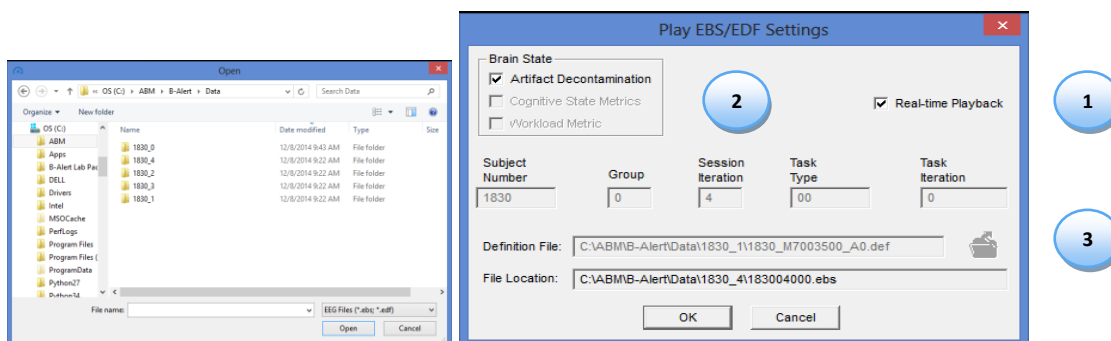 Open
« OS (C:) › ABM › B-Alert › Data
Search Data
Organize
New folder
OS (C:)
ABM
Apps
B-Alert Lab Pac
DELL
Drivers
Intel
MSOCache
PerfLogs
Program Files
Program Files (
ProgramData
Python27
Python34
Name
Date modified
Type
Size
1830_0
12/8/2014 9:43 AM
File folder
1830_4
12/8/2014 9:22 AM
File folder
1830_2
12/8/2014 9:22 AM
File folder
1830_3
12/8/2014 9:22 AM
File folder
1830_1
12/8/2014 9:22 AM
File folder
File name:
EEG Files (*.ebs; *.edf)
Open
Cancel
Play EBS/EDF Settings
Brain State
Artifact Decontamination
Cognitive State Metrics
Workload Metric
2
Real-time Playback
1
Subject
Number
Group
Session
Iteration
Task
Type
Task
Iteration
1830
0
4
00
0
Definition File:
C:\ABM\B-Alert\Data\1830_1\1830_M7003500_A0.def
3
File Location:
C:\ABM\B-Alert\Data\1830_4\183004000.ebs
OK
Cancel